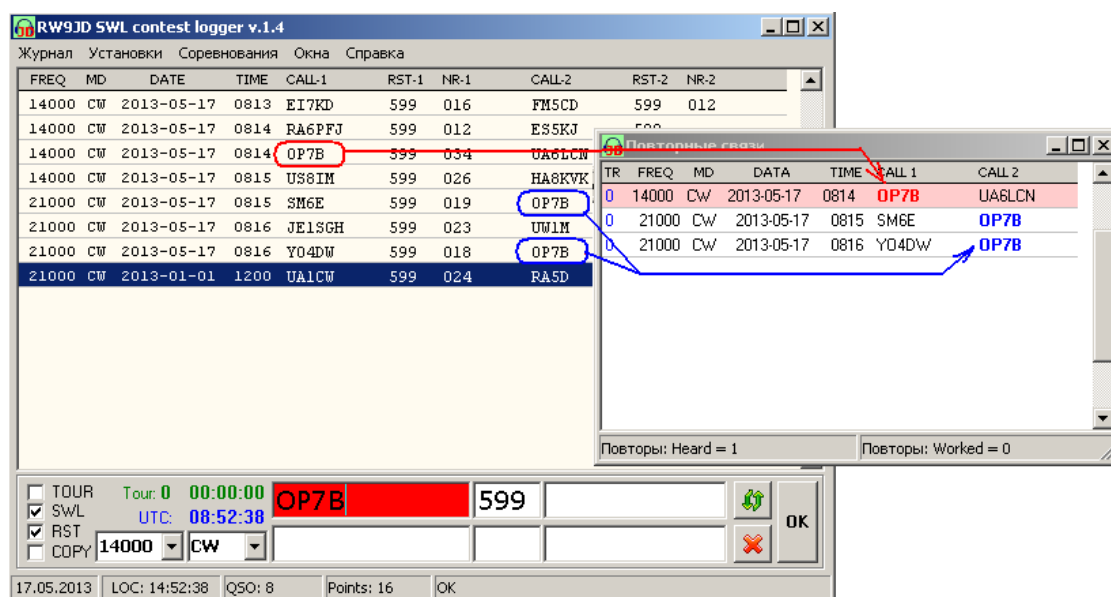 RW9JD SWL contest logger v.1.4
Журнал Установки Соревнования Окна Справка
FREQ MD DATE TIME CALL-1 RST-1 NR-1 CALL-2 RST-2 NR-2
14000 CW 2013-05-17 0813 EI7KD 599 016 FM5CD 599 012
14000 CW 2013-05-17 0814 RA6PFJ 599 012 ES5KJ
14000 CW 2013-05-17 0814 OP7B 599 034 UA6LCN
14000 CW 2013-05-17 0815 US8IM 599 026 HA8KVK
21000 CW 2013-05-17 0815 SM6E 599 019 OP7B
21000 CW 2013-05-17 0816 JE1SGH 599 023 UW1M
21000 CW 2013-05-17 0816 YO4DW 599 018 OP7B
21000 CW 2013-01-01 1200 UA1CW 599 024 RA5D
Повторные связи
TR FREQ MD DATA TIME CALL 1 CALL 2
0 14000 CW 2013-05-17 0814 OP7B UA6LCN
0 21000 CW 2013-05-17 0815 SM6E OP7B
0 21000 CW 2013-05-17 0816 YO4DW OP7B
Повторы: Heard = 1 Повторы: Worked = 0
TOUR Tour: 0 00:00:00 OP7B 599
SWL UTC: 08:52:38
RST
COPY 14000 CW
OK
17.05.2013 LOC: 14:52:38 QSO: 8 Points: 16 OK